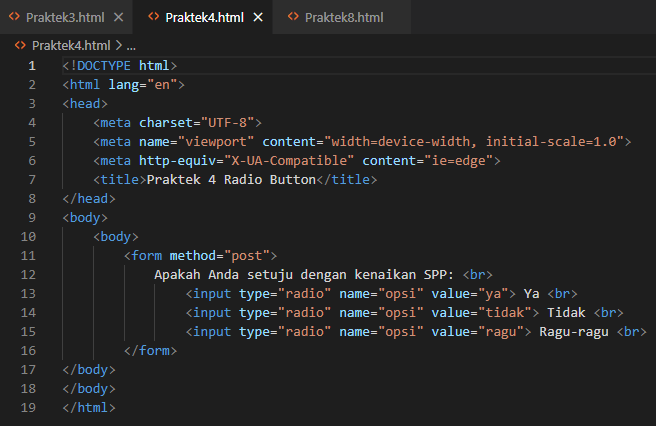 Praktek3.html Praktek4.html Praktek8.html
Praktek4.html > ...
1 <!DOCTYPE html>
2 <html lang="en">
3 <head>
4 <meta charset="UTF-8">
5 <meta name="viewport" content="width=device-width, initial-scale=1.0">
6 <meta http-equiv="X-UA-Compatible" content="ie=edge">
7 <title>Praktek 4 Radio Button</title>
8 </head>
9 <body>
10 <body>
11 <form method="post">
12 Apakah Anda setuju dengan kenaikan SPP: <br>
13 <input type="radio" name="opsi" value="ya"> Ya <br>
14 <input type="radio" name="opsi" value="tidak"> Tidak <br>
15 <input type="radio" name="opsi" value="ragu"> Ragu-ragu <br>
16 </form>
17 </body>
18 </body>
19 </html>